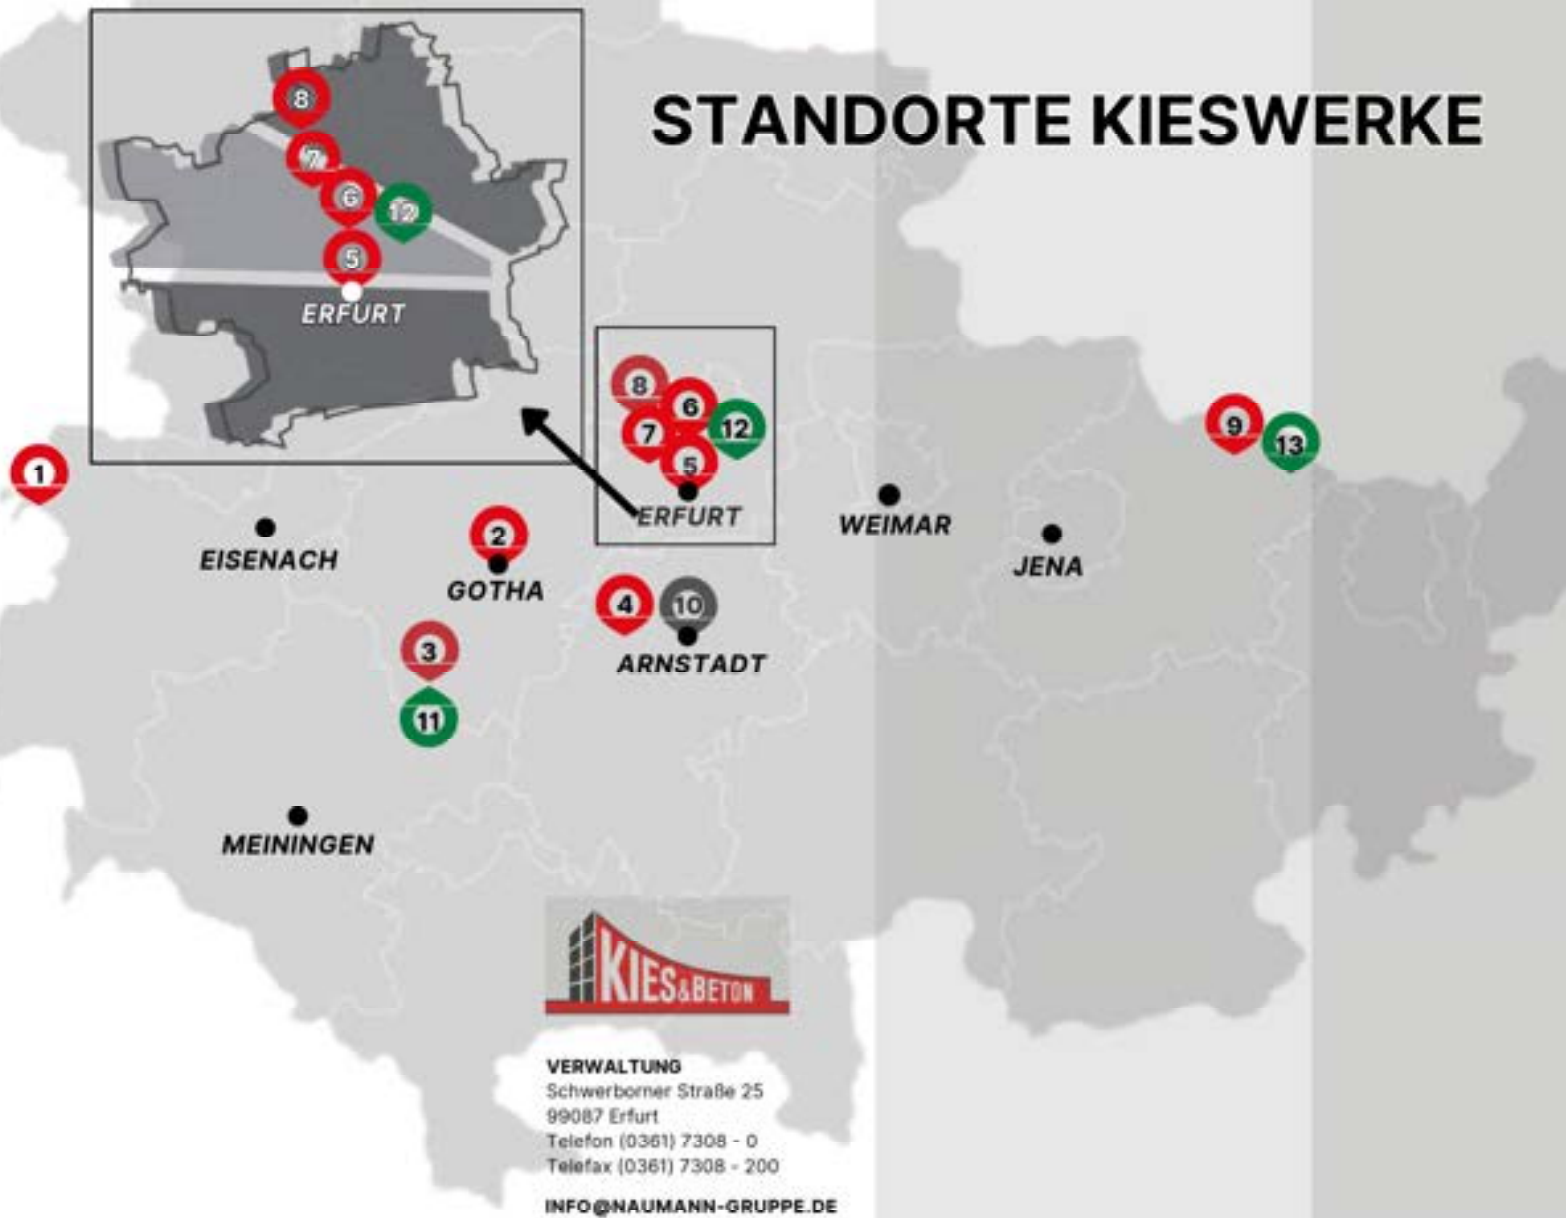 STANDORTE KIESWERKE
8
7
6
12
5
ERFURT
8
6
7
12
5
ERFURT
9
13
1
EISENACH
2
GOTHA
WEIMAR
JENA
4
10
ARNSTADT
3
11
MEININGEN
KIES&BETON
VERWALTUNG
Schwerborner Straße 25
99087 Erfurt
Telefon (0361) 7308 - 0
Telefax (0361) 7308 - 200
INFO@NAUMANN-GRUPPE.DE